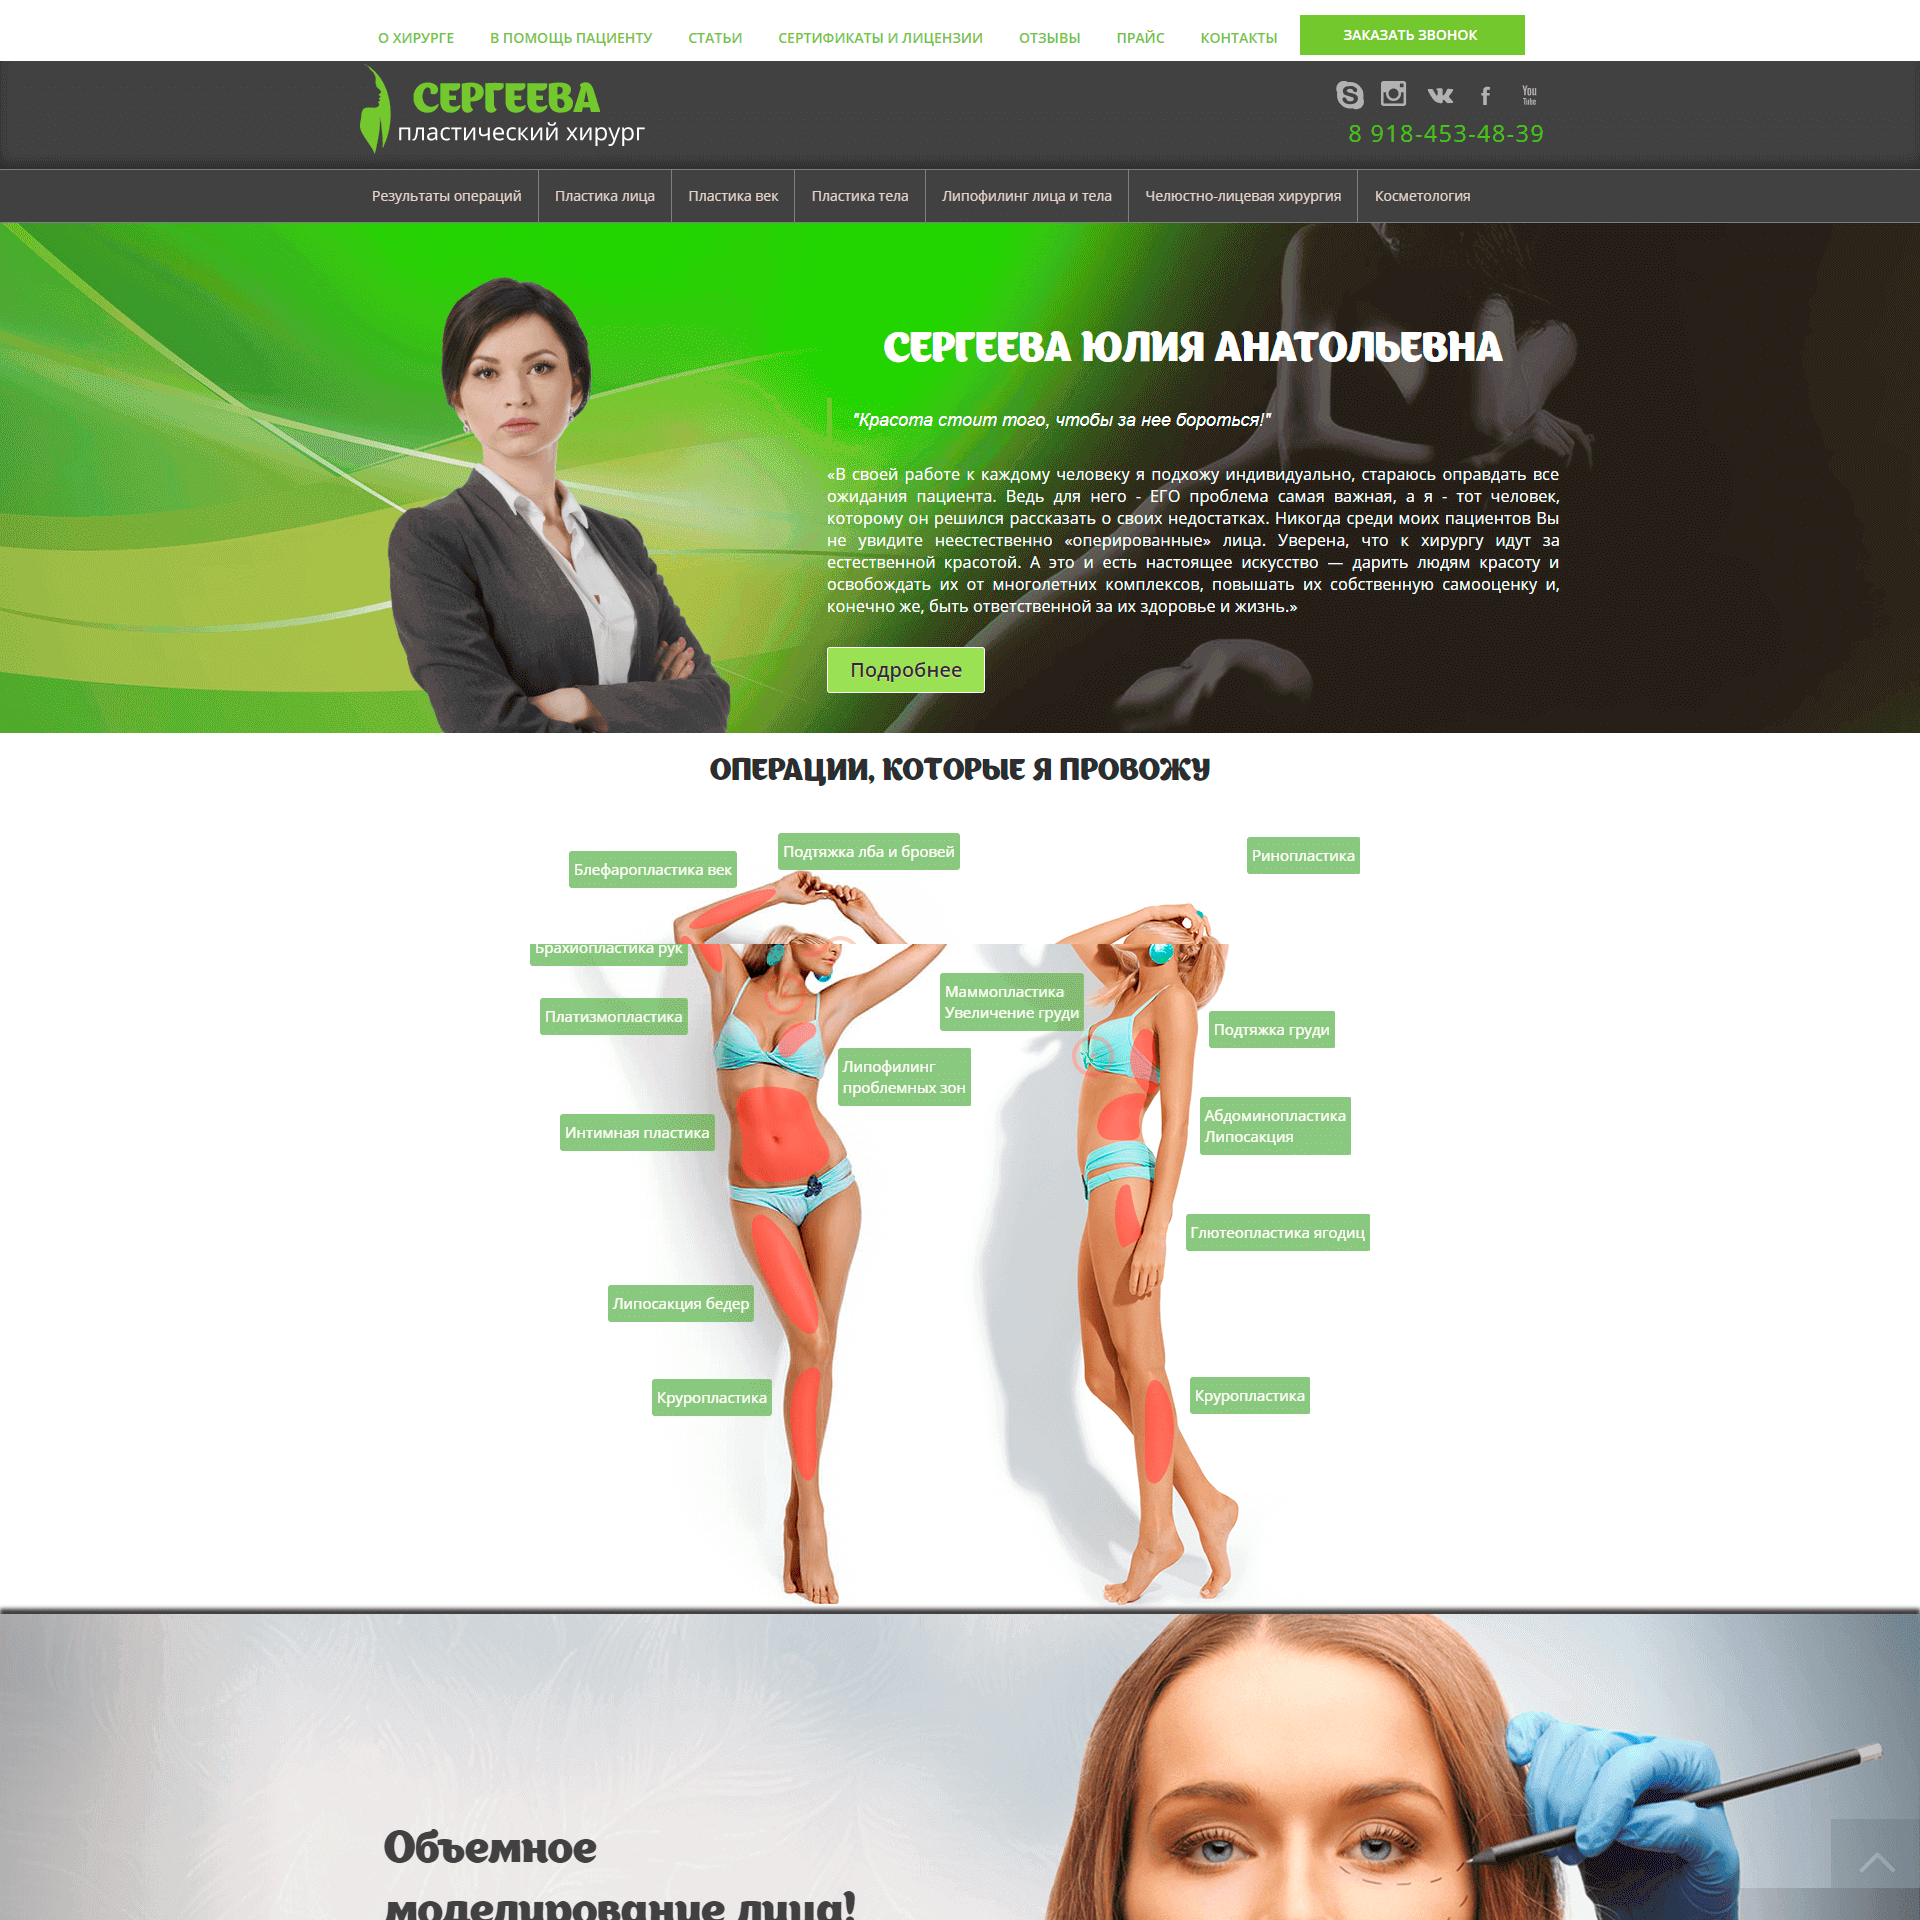 О ХИРУРГЕ В ПОМОЩЬ ПАЦИЕНТУ СТАТЬИ СЕРТИФИКАТЫ И ЛИЦЕНЗИИ ОТЗЫВЫ ПРАЙС КОНТАКТЫ ЗАКАЗАТЬ ЗВОНОК
СЕРГЕЕВА
пластический хирург
You
Tube
8 918-453-48-39
Результаты операций Пластика лица Пластика век Пластика тела Липофилинг лица и тела Челюстно-лицевая хирургия Косметология
СЕРГЕЕВА ЮЛИЯ АНАТОЛЬЕВНА
"Красота стоит того, чтобы за нее бороться!"
«В своей работе к каждому человеку я подхожу индивидуально, стараюсь оправдать все
ожидания пациента. Ведь для него - ЕГО проблема самая важная, а я - тот человек,
которому он решился рассказать о своих недостатках. Никогда среди моих пациентов Вы
не увидите неестественно «оперированные» лица. Уверена, что к хирургу идут за
естественной красотой. А это и есть настоящее искусство — дарить людям красоту и
освобождать их от многолетних комплексов, повышать их собственную самооценку и,
конечно же, быть ответственной за их здоровье и жизнь.»
Подробнее
ОПЕРАЦИИ, КОТОРЫЕ Я ПРОВОЖУ
Подтяжка лба и бровей
Ринопластика
Блефаропластика век
Брахиопластика рук
Маммопластика
Увеличение груди
Платизмопластика
Подтяжка груди
Липофилинг
проблемных зон
Абдоминопластика
Липосакция
Интимная пластика
Глютеопластика ягодиц
Липосакция бедер
Круропластика
Круропластика
Объемное
моделирование лица!